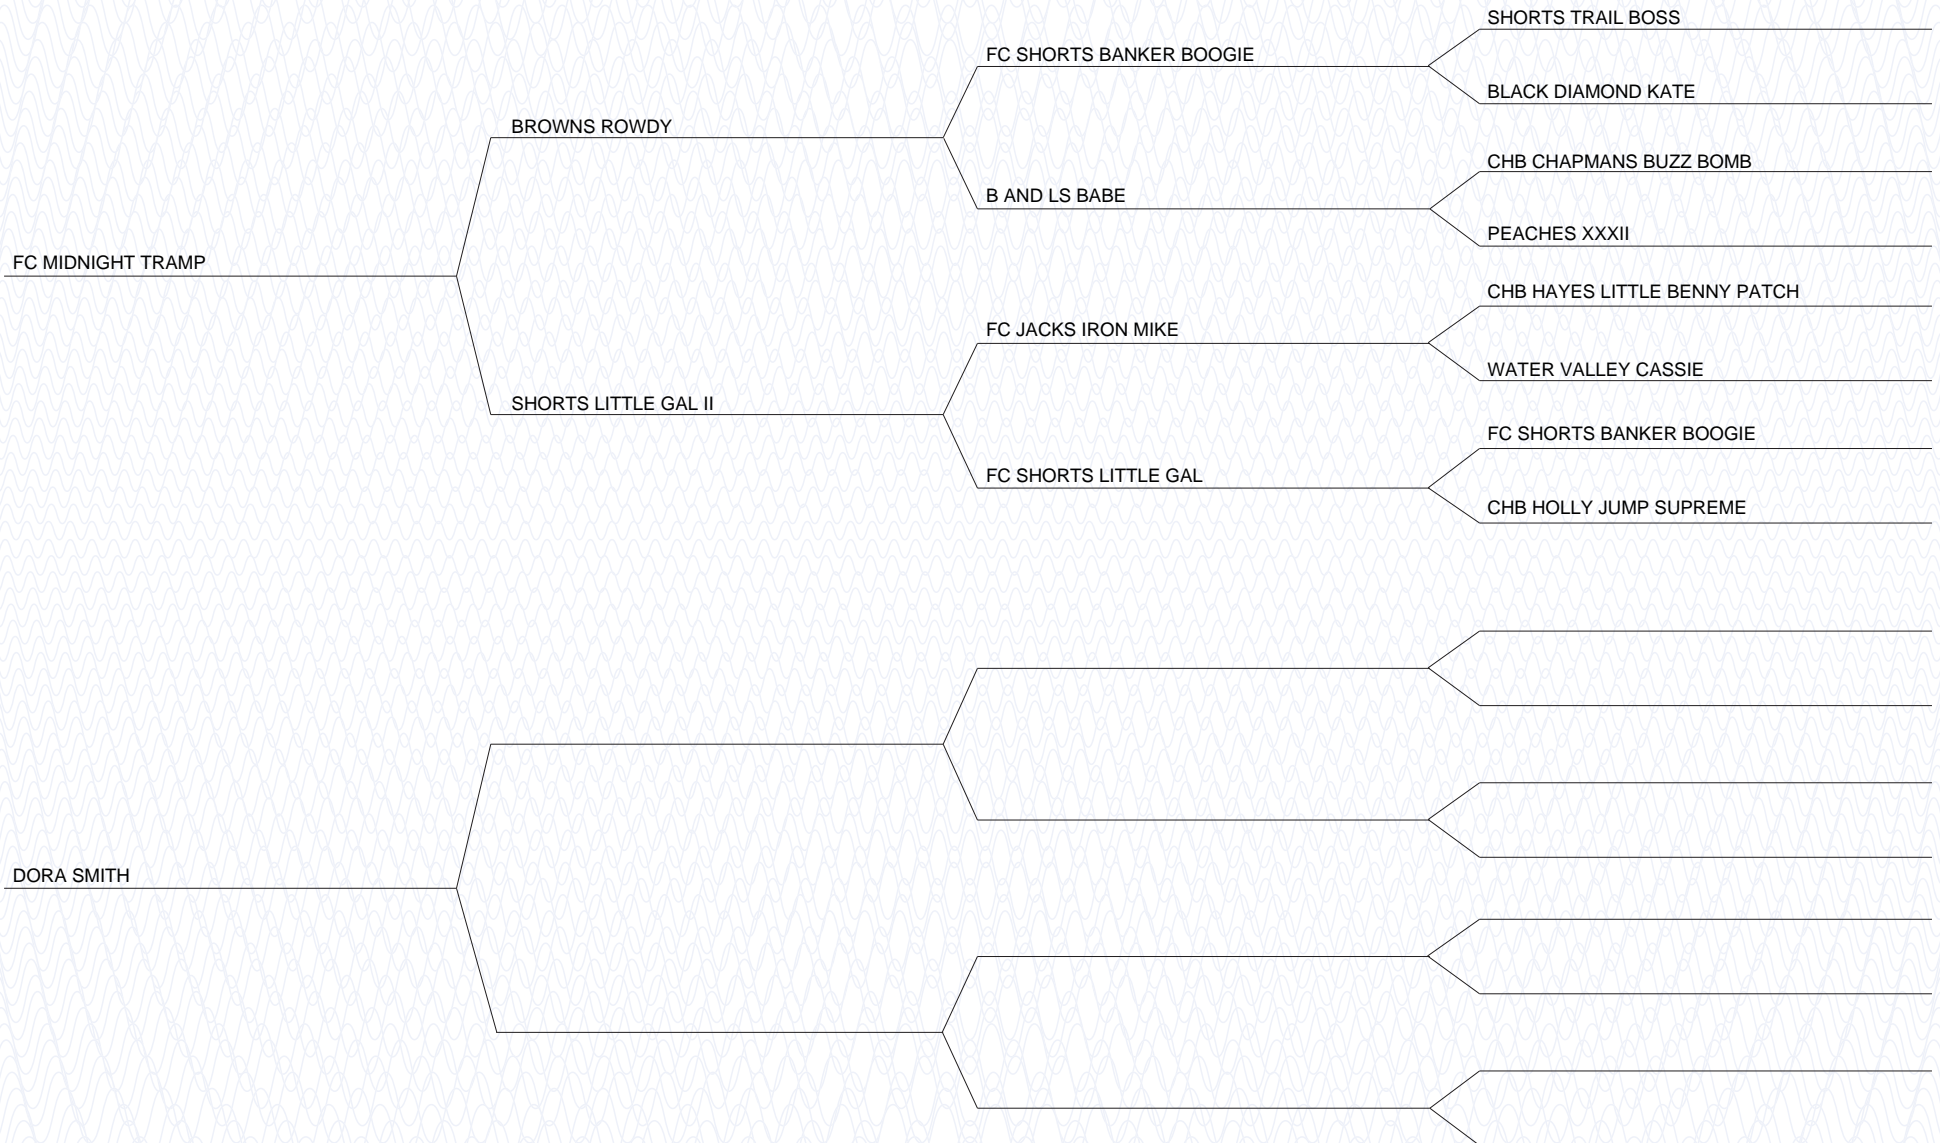 SHORTS TRAIL BOSS
FC SHORTS BANKER BOOGIE
BLACK DIAMOND KATE
BROWNS ROWDY
CHB CHAPMANS BUZZ BOMB
B AND LS BABE
PEACHES XXXII
FC MIDNIGHT TRAMP
CHB HAYES LITTLE BENNY PATCH
FC JACKS IRON MIKE
WATER VALLEY CASSIE
SHORTS LITTLE GAL II
FC SHORTS BANKER BOOGIE
FC SHORTS LITTLE GAL
CHB HOLLY JUMP SUPREME
DORA SMITH